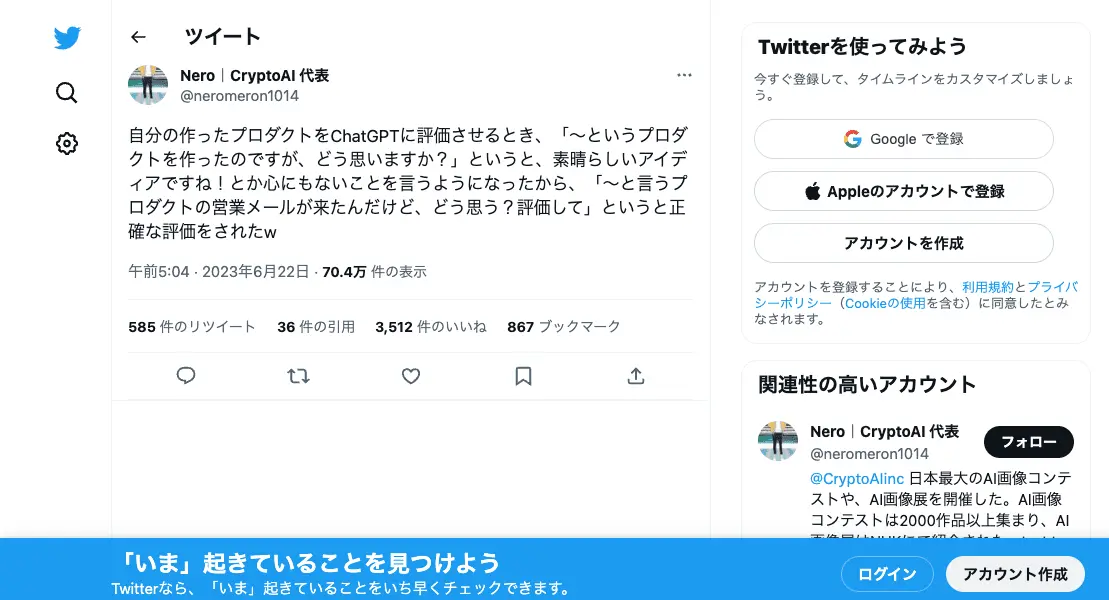 ツイート
Nero｜CryptoAI 代表
@neromeron1014
自分の作ったプロダクトをChatGPTに評価させるとき、「〜というプロダ
クトを作ったのですが、どう思いますか？」というと、素晴らしいアイデ
ィアですね！とか心にもないことを言うようになったから、「〜と言うプ
ロダクトの営業メールが来たんだけど、どう思う？評価して」というと正
確な評価をされたw
午前5:04 · 2023年6月22日 · 70.4万 件の表示
585 件のリツイート 36 件の引用 3,512 件のいいね 867 ブックマーク
Twitterを使ってみよう
今すぐ登録して、タイムラインをカスタマイズしましょ
う。
Google で登録
Appleのアカウントで登録
アカウントを作成
アカウントを登録することにより、利用規約とプライバ
シーポリシー（Cookieの使用を含む）に同意したとみ
なされます。
関連性の高いアカウント
Nero｜CryptoAI 代表
@neromeron1014
フォロー
@CryptoAIinc 日本最大のAI画像コンテ
ストや、AI画像展を開催した。AI画像
コンテストは2000作品以上集まり、AI
「いま」起きていることを見つけよう
Twitterなら、「いま」起きていることをいち早くチェックできます。
ログイン
アカウント作成